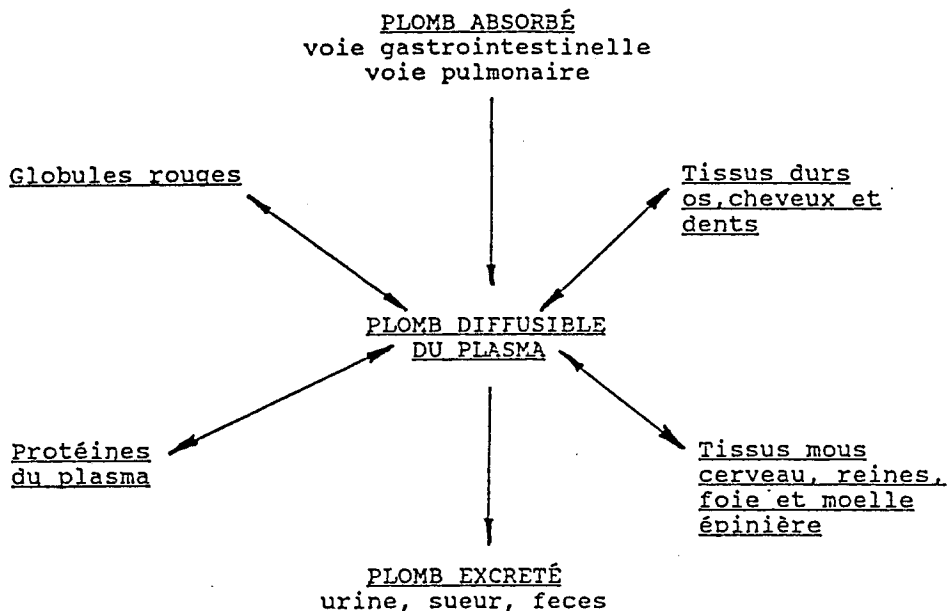 PLOMB ABSORBÉ
voie gastrointestinelle
voie pulmonaire
Globules rouges
Tissus durs
os,cheveux et
dents
PLOMB DIFFUSIBLE
DU PLASMA
Protéines
du plasma
Tissus mous
cerveau, reines,
foie et moelle
épinière
PLOMB EXCRETÉ
urine, sueur, feces